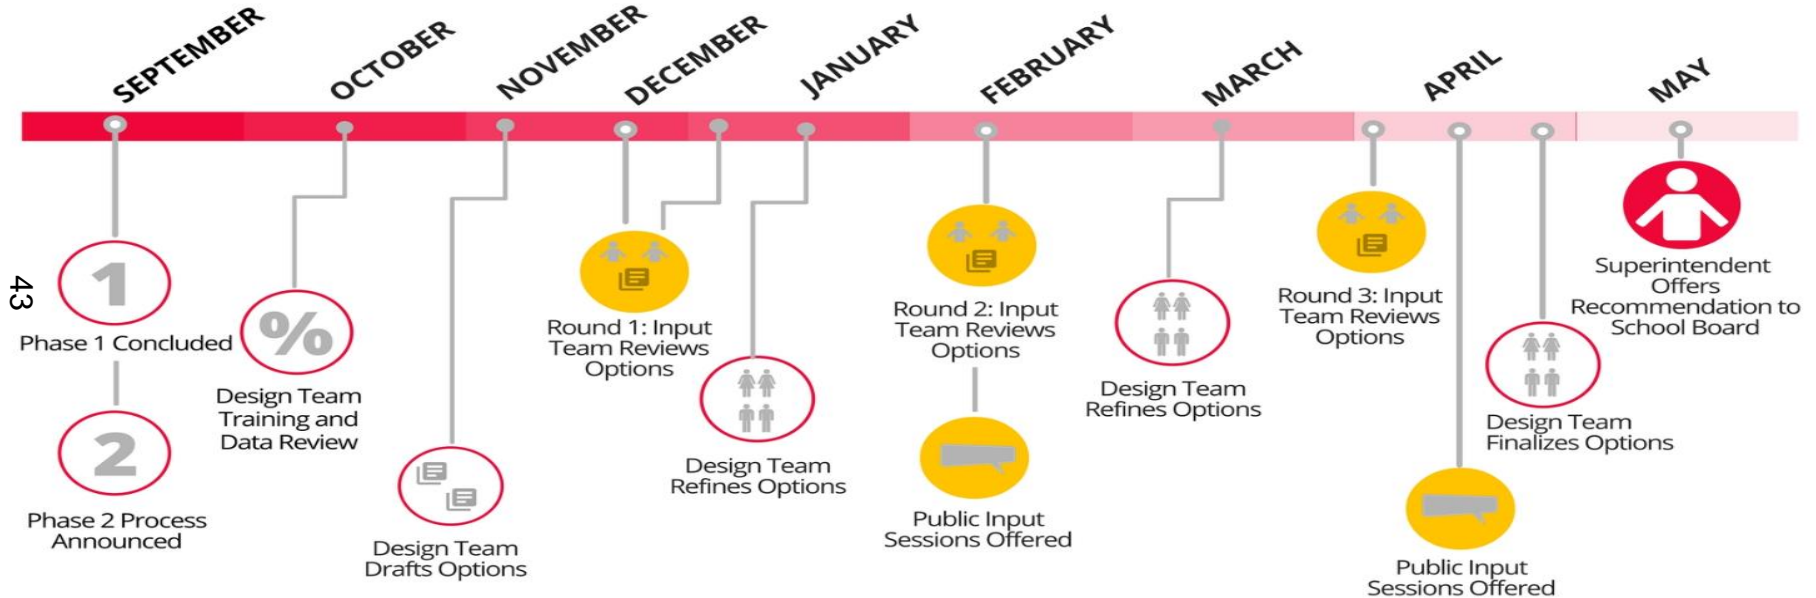 SEPTEMBER
OCTOBER
NOVEMBER
DECEMBER
JANUARY
FEBRUARY
MARCH
APRIL
MAY
43
1
Phase 1 Concluded
2
Phase 2 Process
Announced
%
Design Team
Training and
Data Review
Design Team
Drafts Options
Round 1: Input
Team Reviews
Options
Design Team
Refines Options
Round 2: Input
Team Reviews
Options
Public Input
Sessions Offered
Design Team
Refines Options
Round 3: Input
Team Reviews
Options
Public Input
Sessions Offered
Design Team
Finalizes Options
Superintendent
Offers
Recommendation to
School Board